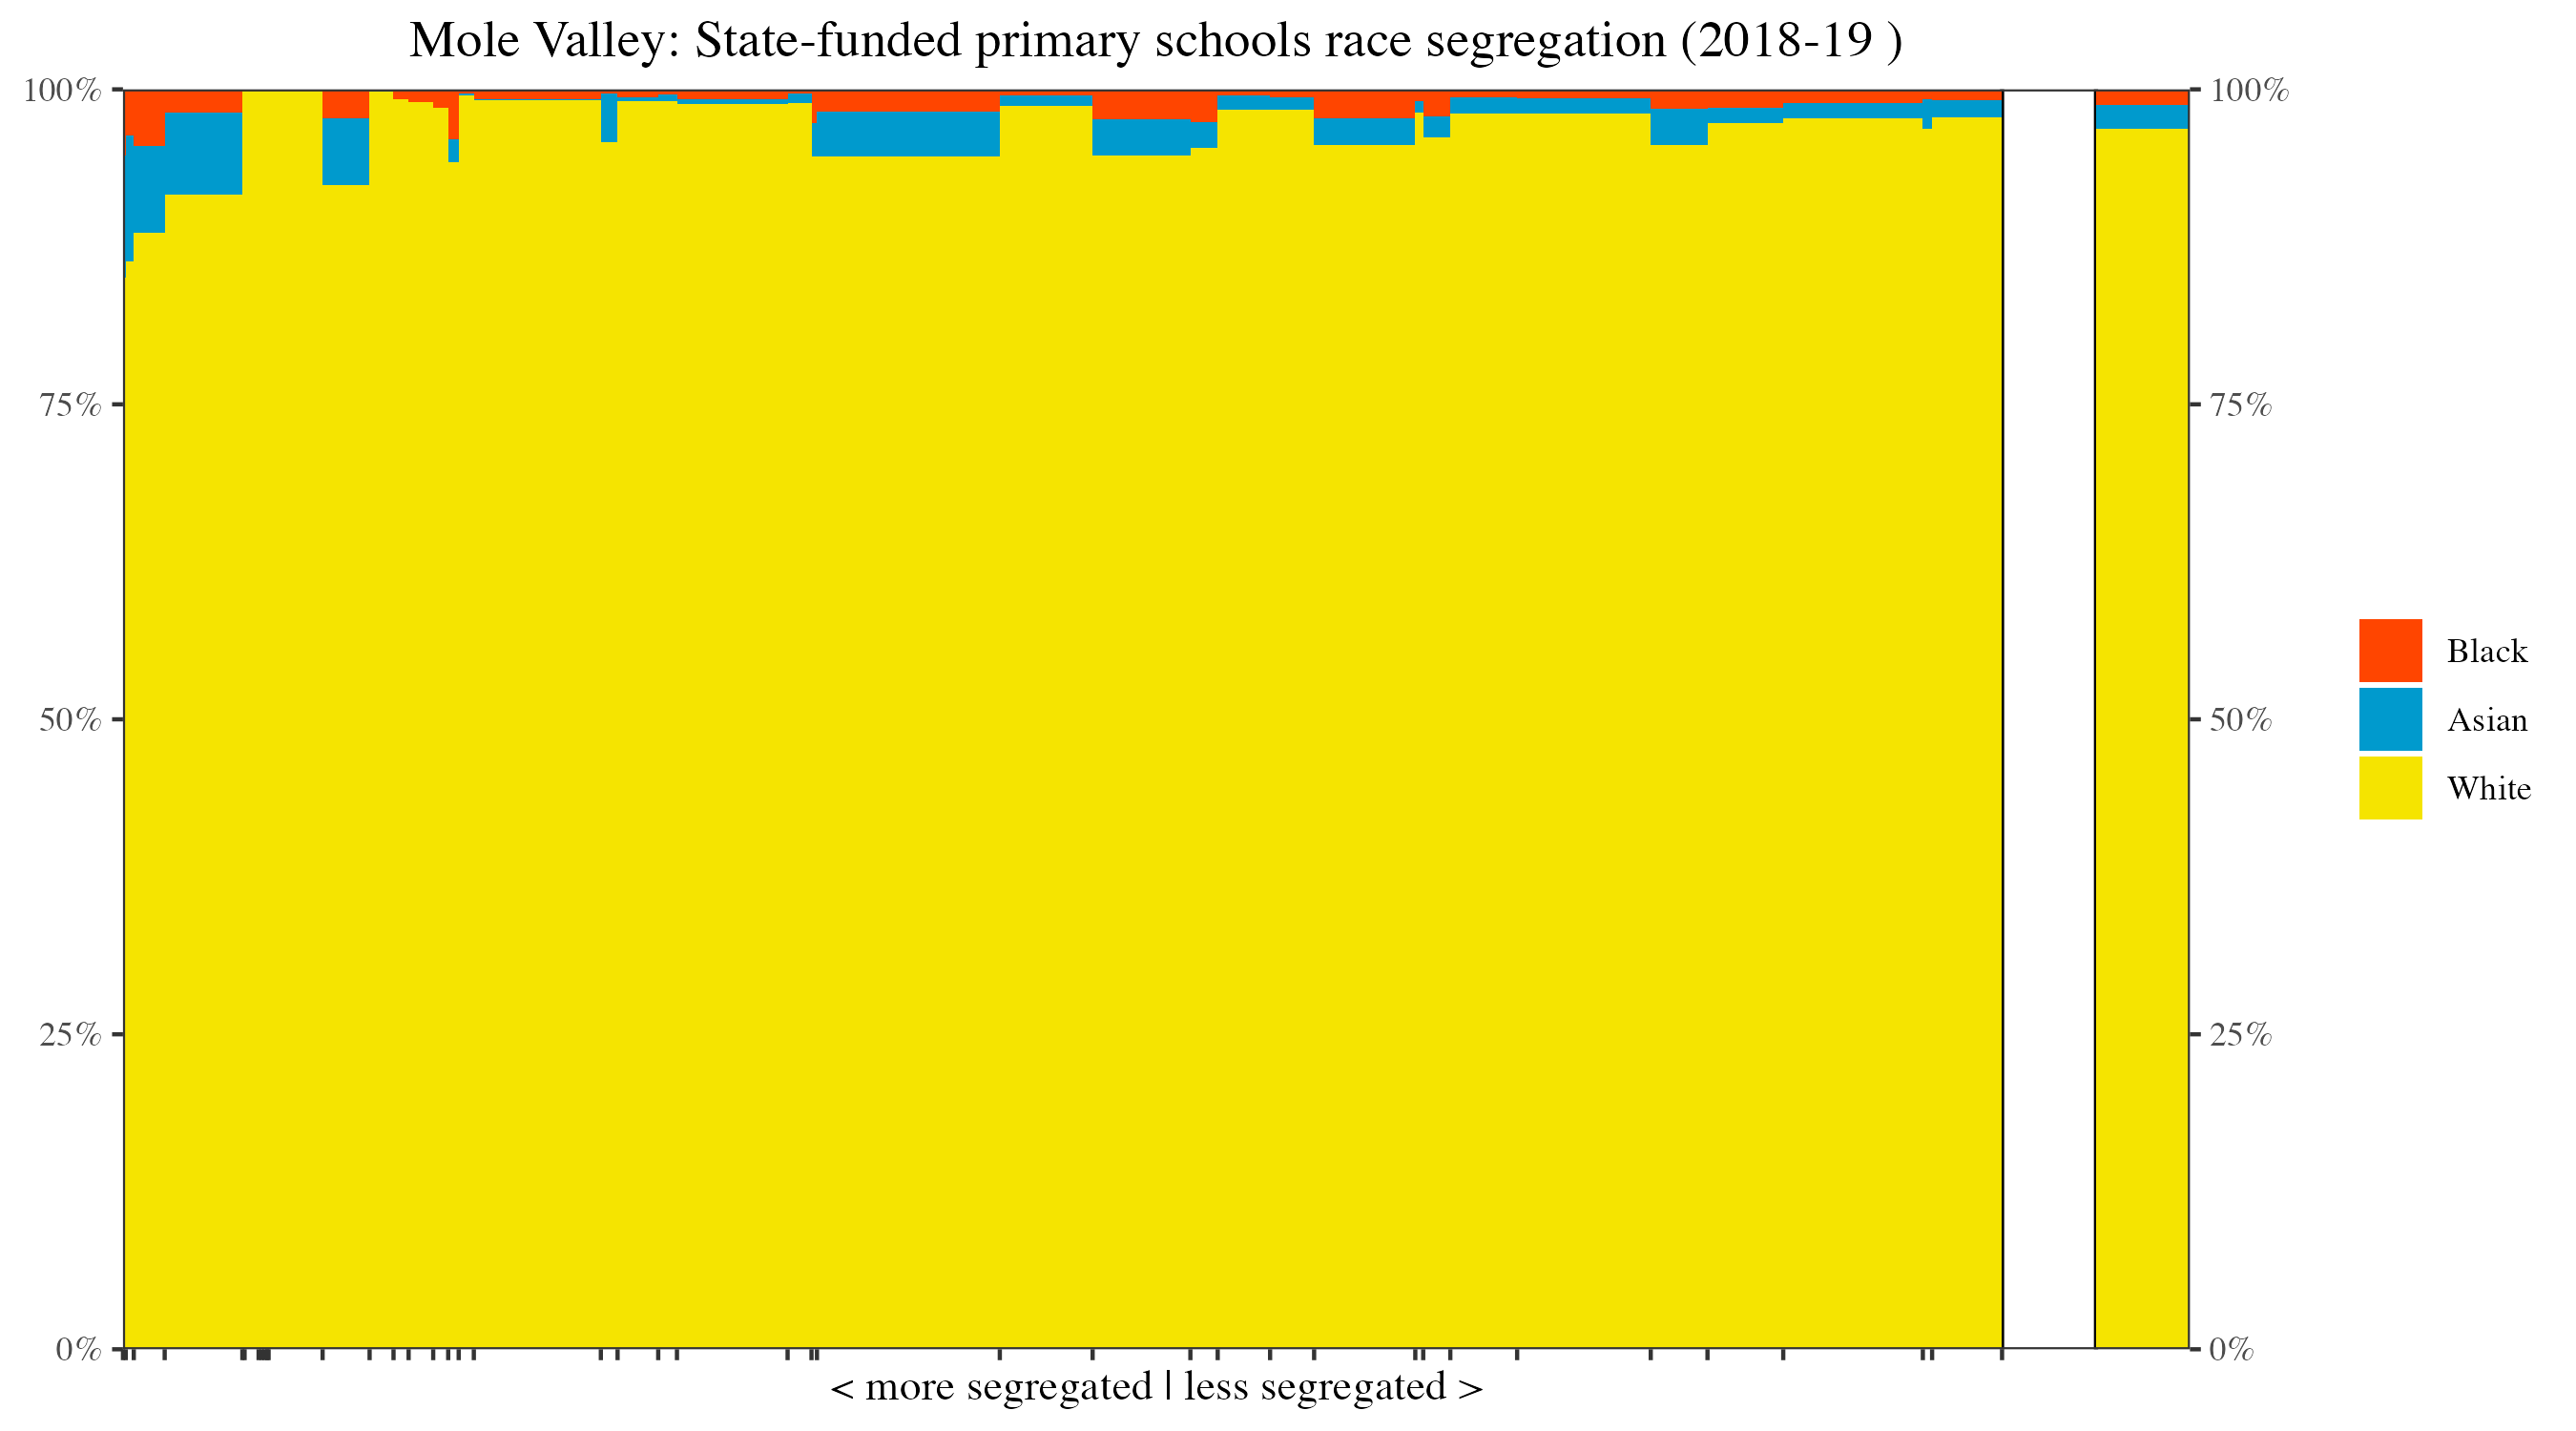 Mole Valley: State-funded primary schools race segregation (2018-19 )
100%
75%
50%
25%
0%
100%
75%
50%
25%
0%
Black
Asian
White
< more segregated | less segregated >